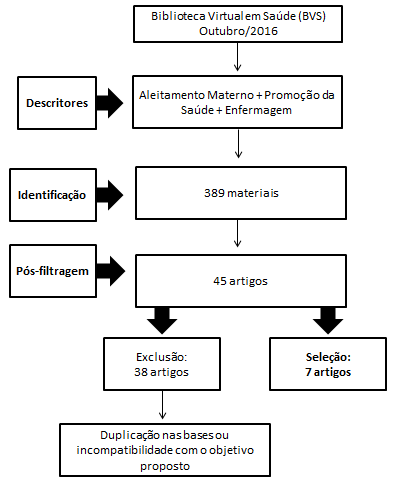 Biblioteca Virtual em Saúde (BVS)
Outubro/2016
Descritores
Aleitamento Materno + Promoção da
Saúde + Enfermagem
Identificação
389 materiais
Pós-filtragem
45 artigos
Exclusão:
38 artigos
Seleção:
7 artigos
Duplicação nas bases ou
incompatibilidade com o objetivo
proposto